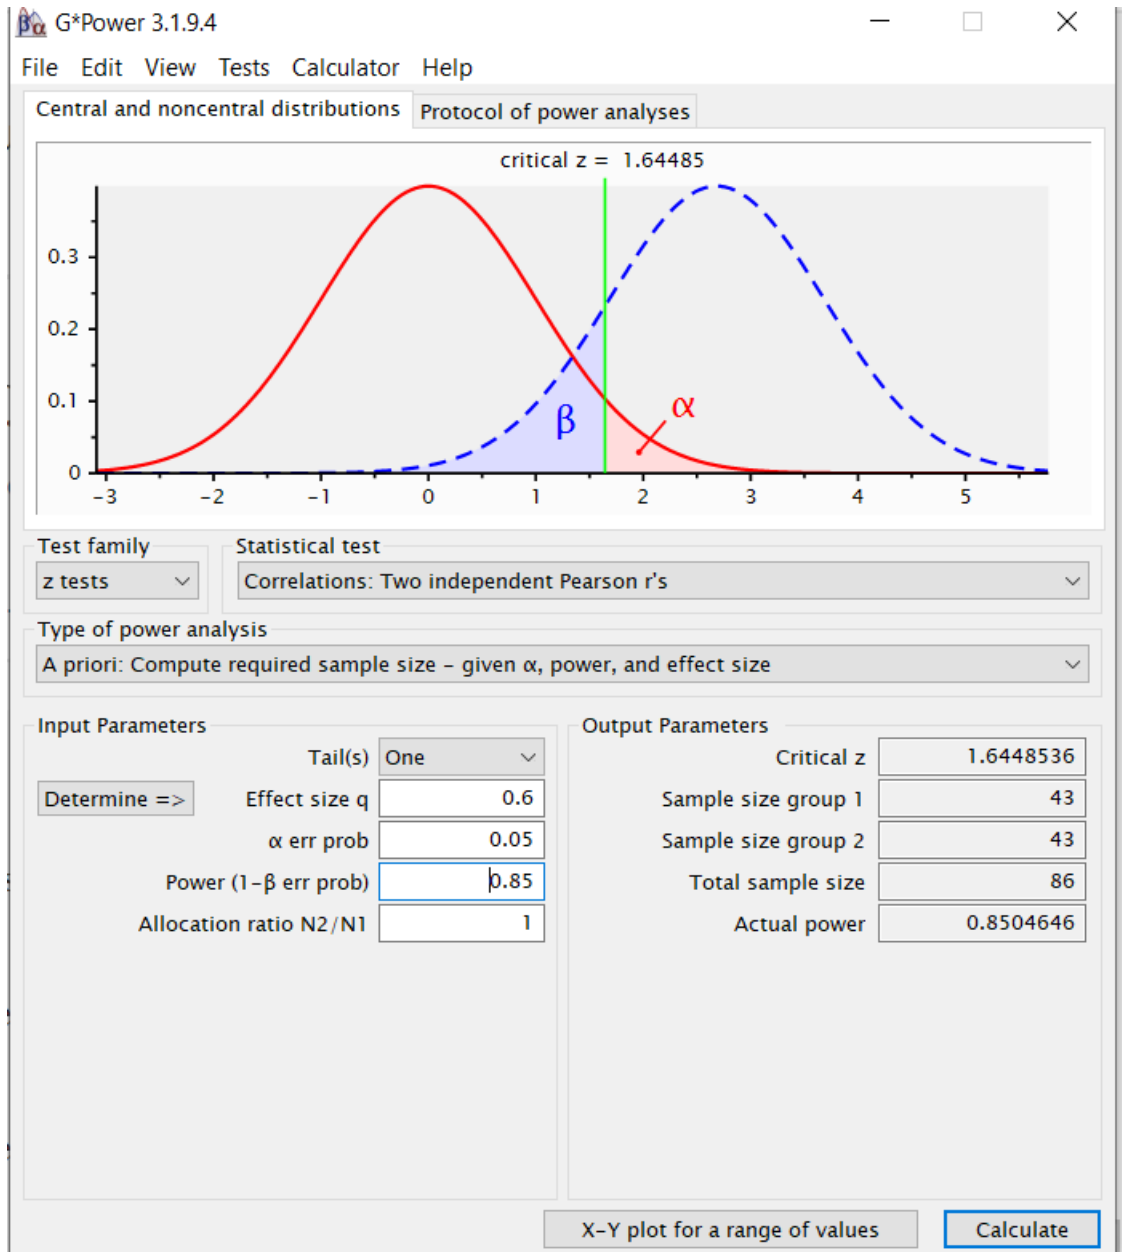 G*Power 3.1.9.4
File Edit View Tests Calculator Help
Central and noncentral distributions Protocol of power analyses
critical z = 1.64485
0.3
0.2
0.1
0
β
α
-3 -2 -1 0 1 2 3 4 5
Test family
Statistical test
z tests
Correlations: Two independent Pearson r's
Type of power analysis
A priori: Compute required sample size – given α, power, and effect size
Input Parameters
Tail(s) One
Determine => Effect size q 0.6
α err prob 0.05
Power (1-β err prob) 0.85
Allocation ratio N2/N1 1
Output Parameters
Critical z 1.6448536
Sample size group 1 43
Sample size group 2 43
Total sample size 86
Actual power 0.8504646
X-Y plot for a range of values
Calculate